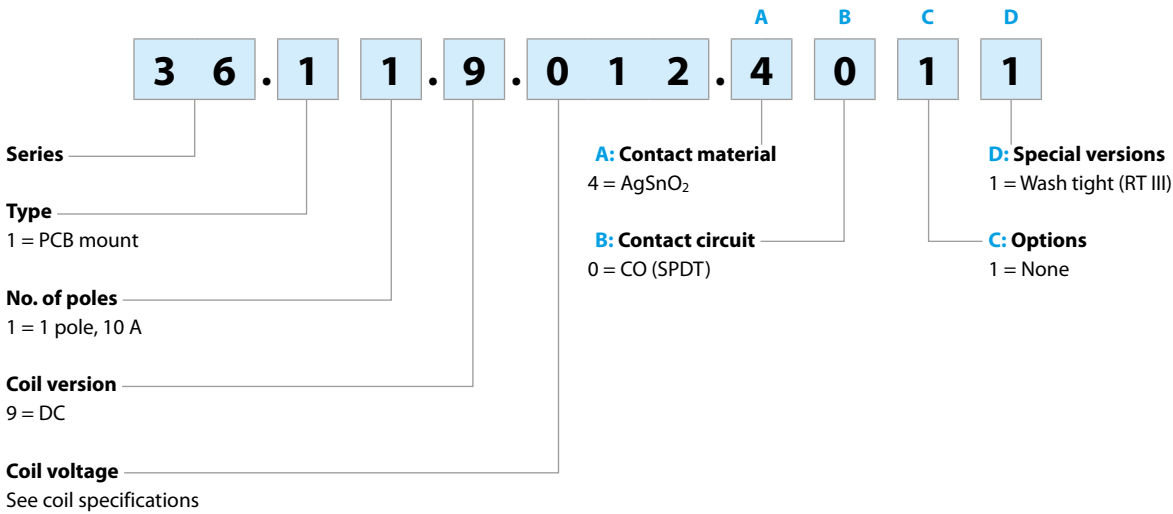 A B C D
3 6 . 1 1 . 9 . 0 1 2 . 4 0 1 1
Series
Type
1 = PCB mount
No. of poles
1 = 1 pole, 10 A
Coil version
9 = DC
Coil voltage
See coil specifications
A: Contact material
4 = AgSnO₂
B: Contact circuit
0 = CO (SPDT)
D: Special versions
1 = Wash tight (RT III)
C: Options
1 = None